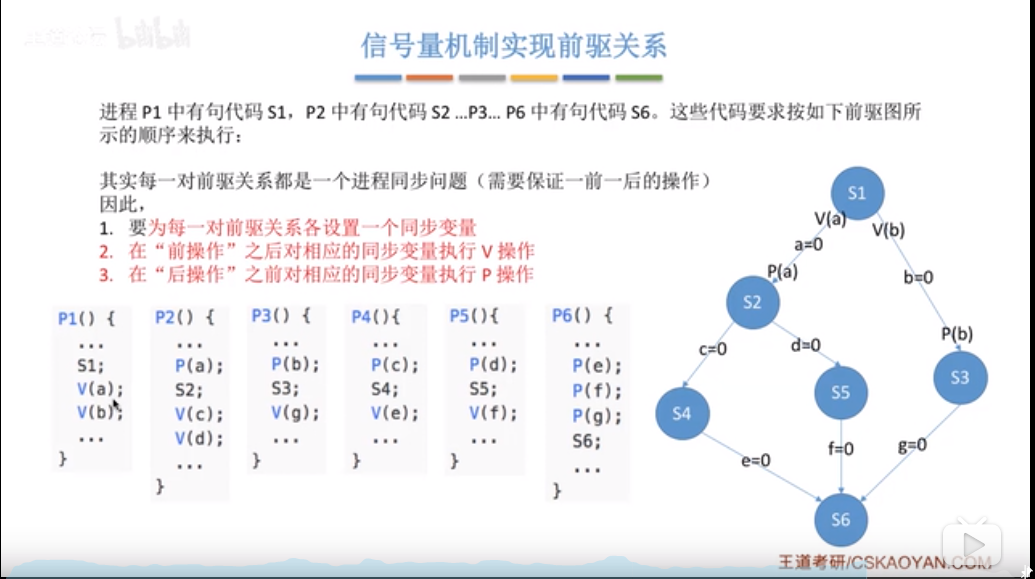 信号量机制实现前驱关系
进程 P1 中有句代码 S1，P2 中有句代码 S2 …P3… P6 中有句代码 S6。这些代码要求按如下前驱图所
示的顺序来执行：
其实每一对前驱关系都是一个进程同步问题（需要保证一前一后的操作）
因此，
1. 要为每一对前驱关系各设置一个同步变量
2. 在“前操作”之后对相应的同步变量执行 V 操作
3. 在“后操作”之前对相应的同步变量执行 P 操作
P1() {
...
S1;
V(a);
V(b);
...
}
P2() {
...
P(a);
S2;
V(c);
V(d);
...
}
P3() {
...
P(b);
S3;
V(g);
...
}
P4(){
...
P(c);
S4;
V(e);
...
}
P5(){
...
P(d);
S5;
V(f);
...
}
P6() {
...
P(e);
P(f);
P(g);
S6;
...
}
S1
V(a)
V(b)
a=0
P(a)
b=0
S2
P(b)
c=0
d=0
S3
S5
S4
f=0
g=0
e=0
S6
王道考研/CSKAOYAN.COM
bilibili